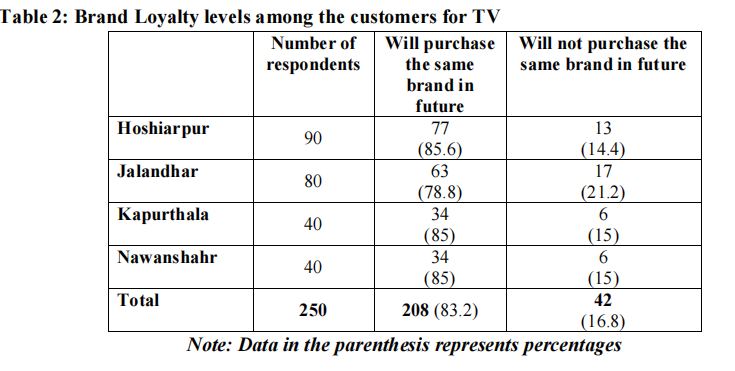 Table 2: Brand Loyalty levels among the customers for TV
Number of respondents Will purchase the same brand in future Will not purchase the same brand in future
Hoshiarpur 90 77 (85.6) 13 (14.4)
Jalandhar 80 63 (78.8) 17 (21.2)
Kapurthala 40 34 (85) 6 (15)
Nawanshahr 40 34 (85) 6 (15)
Total 250 208 (83.2) 42 (16.8)
Note: Data in the parenthesis represents percentages